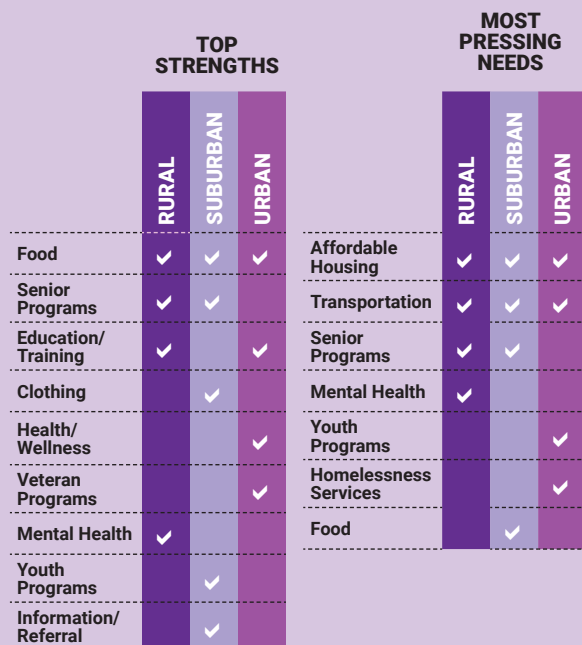 TOP
STRENGTHS
RURAL
SUBURBAN
URBAN
Food
Senior
Programs
Education/
Training
Clothing
Health/
Wellness
Veteran
Programs
Mental Health
Youth
Programs
Information/
Referral
MOST
PRESSING
NEEDS
RURAL
SUBURBAN
URBAN
Affordable
Housing
Transportation
Senior
Programs
Mental Health
Youth
Programs
Homelessness
Services
Food